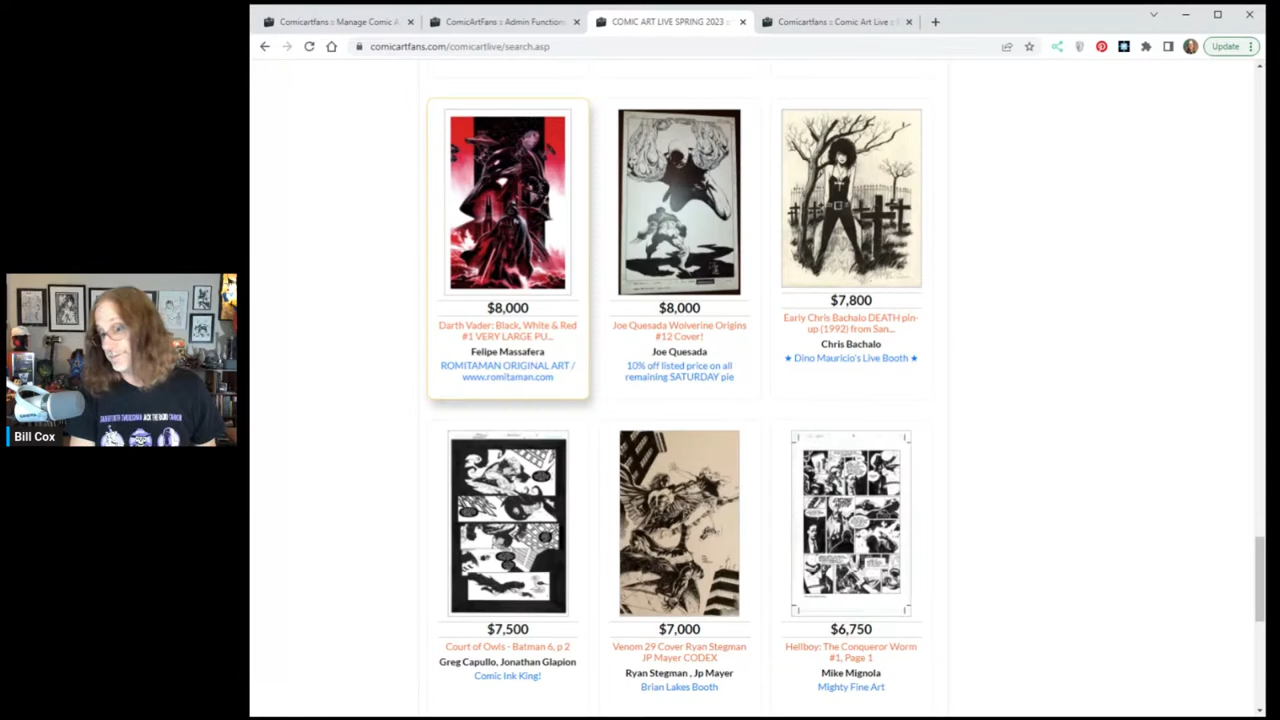 Comicartfans :: Manage Comic A
ComicArtFans :: Admin Function
COMIC ART LIVE SPRING 2023 ::
Comicartfans :: Comic Art Live ::
comicartfans.com/comicartlive/search.asp
Update
$8,000
Darth Vader: Black, White & Red
#1 VERY LARGE PU...
Felipe Massafera
ROMITAMAN ORIGINAL ART /
www.romitaman.com
$8,000
Joe Quesada Wolverine Origins
#12 Cover!
Joe Quesada
10% off listed price on all
remaining SATURDAY pie
$7,800
Early Chris Bachalo DEATH pin-
up (1992) from San...
Chris Bachalo
★ Dino Mauricio's Live Booth ★
JACK THE RADIO
Bill Cox
$7,500
Court of Owls - Batman 6, p 2
Greg Capullo, Jonathan Glapion
Comic Ink King!
$7,000
Venom 29 Cover Ryan Stegman
JP Mayer CODEX
Ryan Stegman , Jp Mayer
Brian Lakes Booth
$6,750
Hellboy: The Conqueror Worm
#1, Page 1
Mike Mignola
Mighty Fine Art